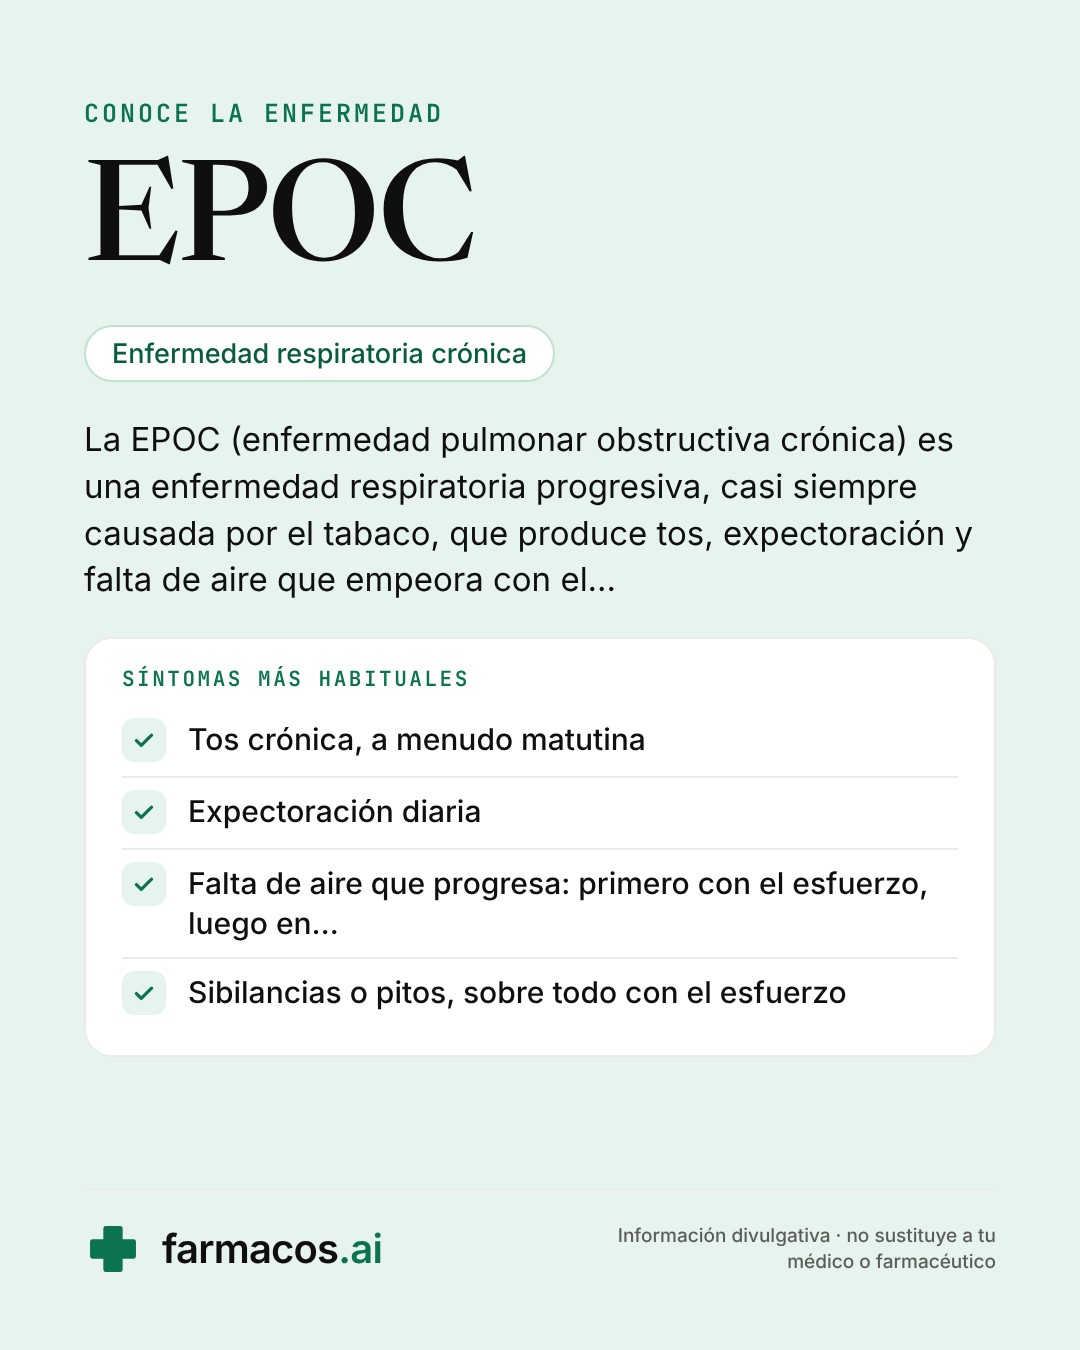 CONOCE LA ENFERMEDAD
EPOC
Enfermedad respiratoria crónica
La EPOC (enfermedad pulmonar obstructiva crónica) es
una enfermedad respiratoria progresiva, casi siempre
causada por el tabaco, que produce tos, expectoración y
falta de aire que empeora con el...
SÍNTOMAS MÁS HABITUALES
Tos crónica, a menudo matutina
Expectoración diaria
Falta de aire que progresa: primero con el esfuerzo,
luego en...
Sibilancias o pitos, sobre todo con el esfuerzo
farmacos.ai
Información divulgativa · no sustituye a tu
médico o farmacéutico